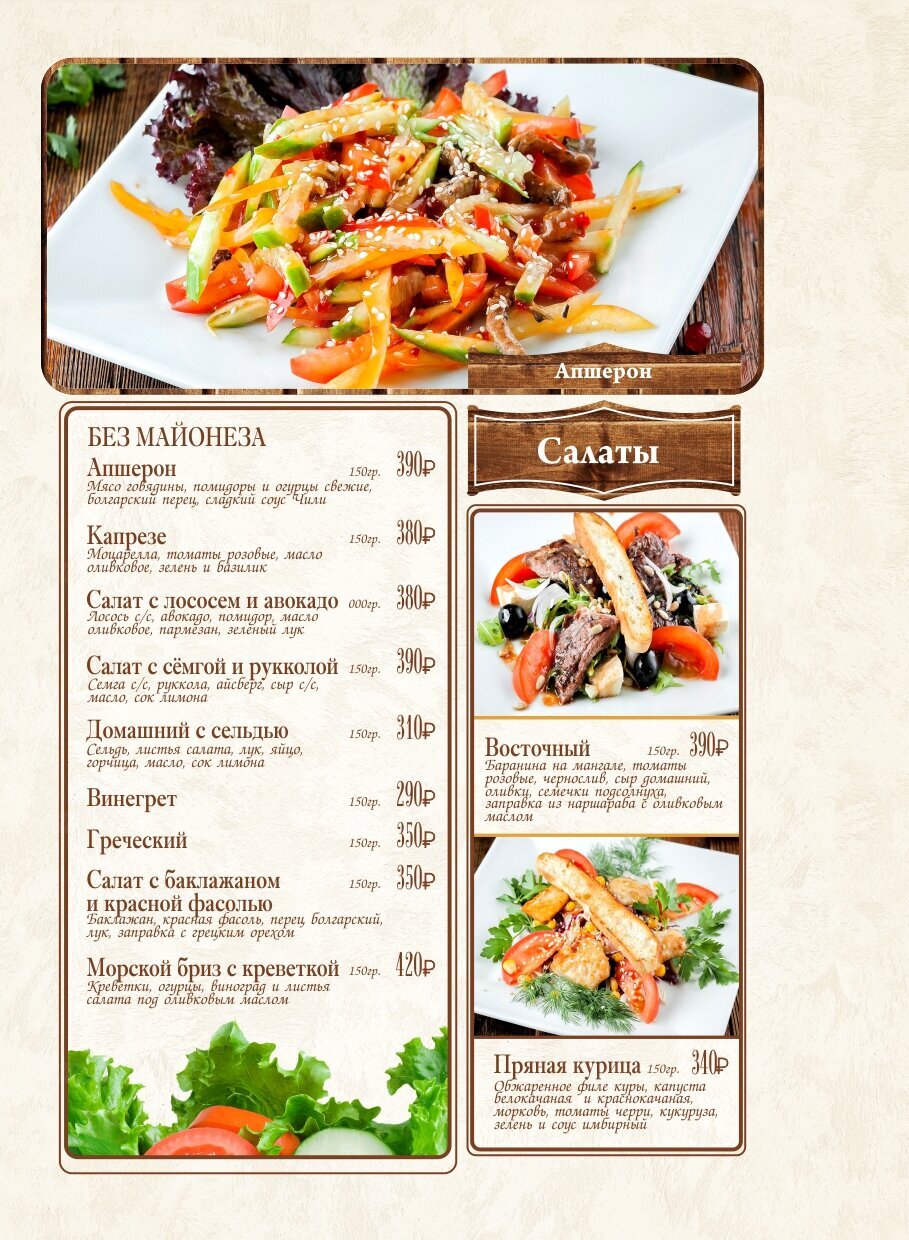 Апшерон
БЕЗ МАЙОНЕЗА
Апшерон 150гр. 390₽
Мясо говядины, помидоры и огурцы свежие,
болгарский перец, сладкий соус Чили
Капрезе 150гр. 380₽
Моцарелла, томаты розовые, масло
оливковое, зелень и базилик
Салат с лососем и авокадо 000гр. 380₽
Лосось с/с, авокадо, помидор, масло
оливковое, пармезан, зелёный лук
Салат с сёмгой и рукколой 150гр. 390₽
Семга с/с, руккола, айсберг, сыр с/с,
масло, сок лимона
Домашний с сельдью 150гр. 310₽
Сельдь, листья салата, лук, яйцо,
горчица, масло, сок лимона
Винегрет 150гр. 290₽
Греческий 150гр. 350₽
Салат с баклажаном 150гр. 350₽
и красной фасолью
Баклажан, красная фасоль, перец болгарский,
лук, заправка с грецким орехом
Морской бриз с креветкой 150гр. 420₽
Креветки, огурцы, виноград и листья
салата под оливковым маслом
Салаты
Восточный 150гр. 390₽
Баранина на мангале, томаты
розовые, чернослив, сыр домашний,
оливки, семечки подсолнуха,
заправка из наршараба с оливковым
маслом
Пряная курица 150гр. 340₽
Обжаренное филе куры, капуста
белокачаная и краснокачаная,
морковь, томаты черри, кукуруза,
зелень и соус имбирный